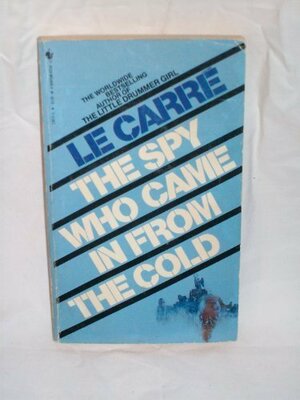 THE WORLDWIDE
BESTSELLING
AUTHOR OF
THE LITTLE DRUMMER GIRL
LE CARRE
THE SPY
WHO CAME
IN FROM
THE COLD